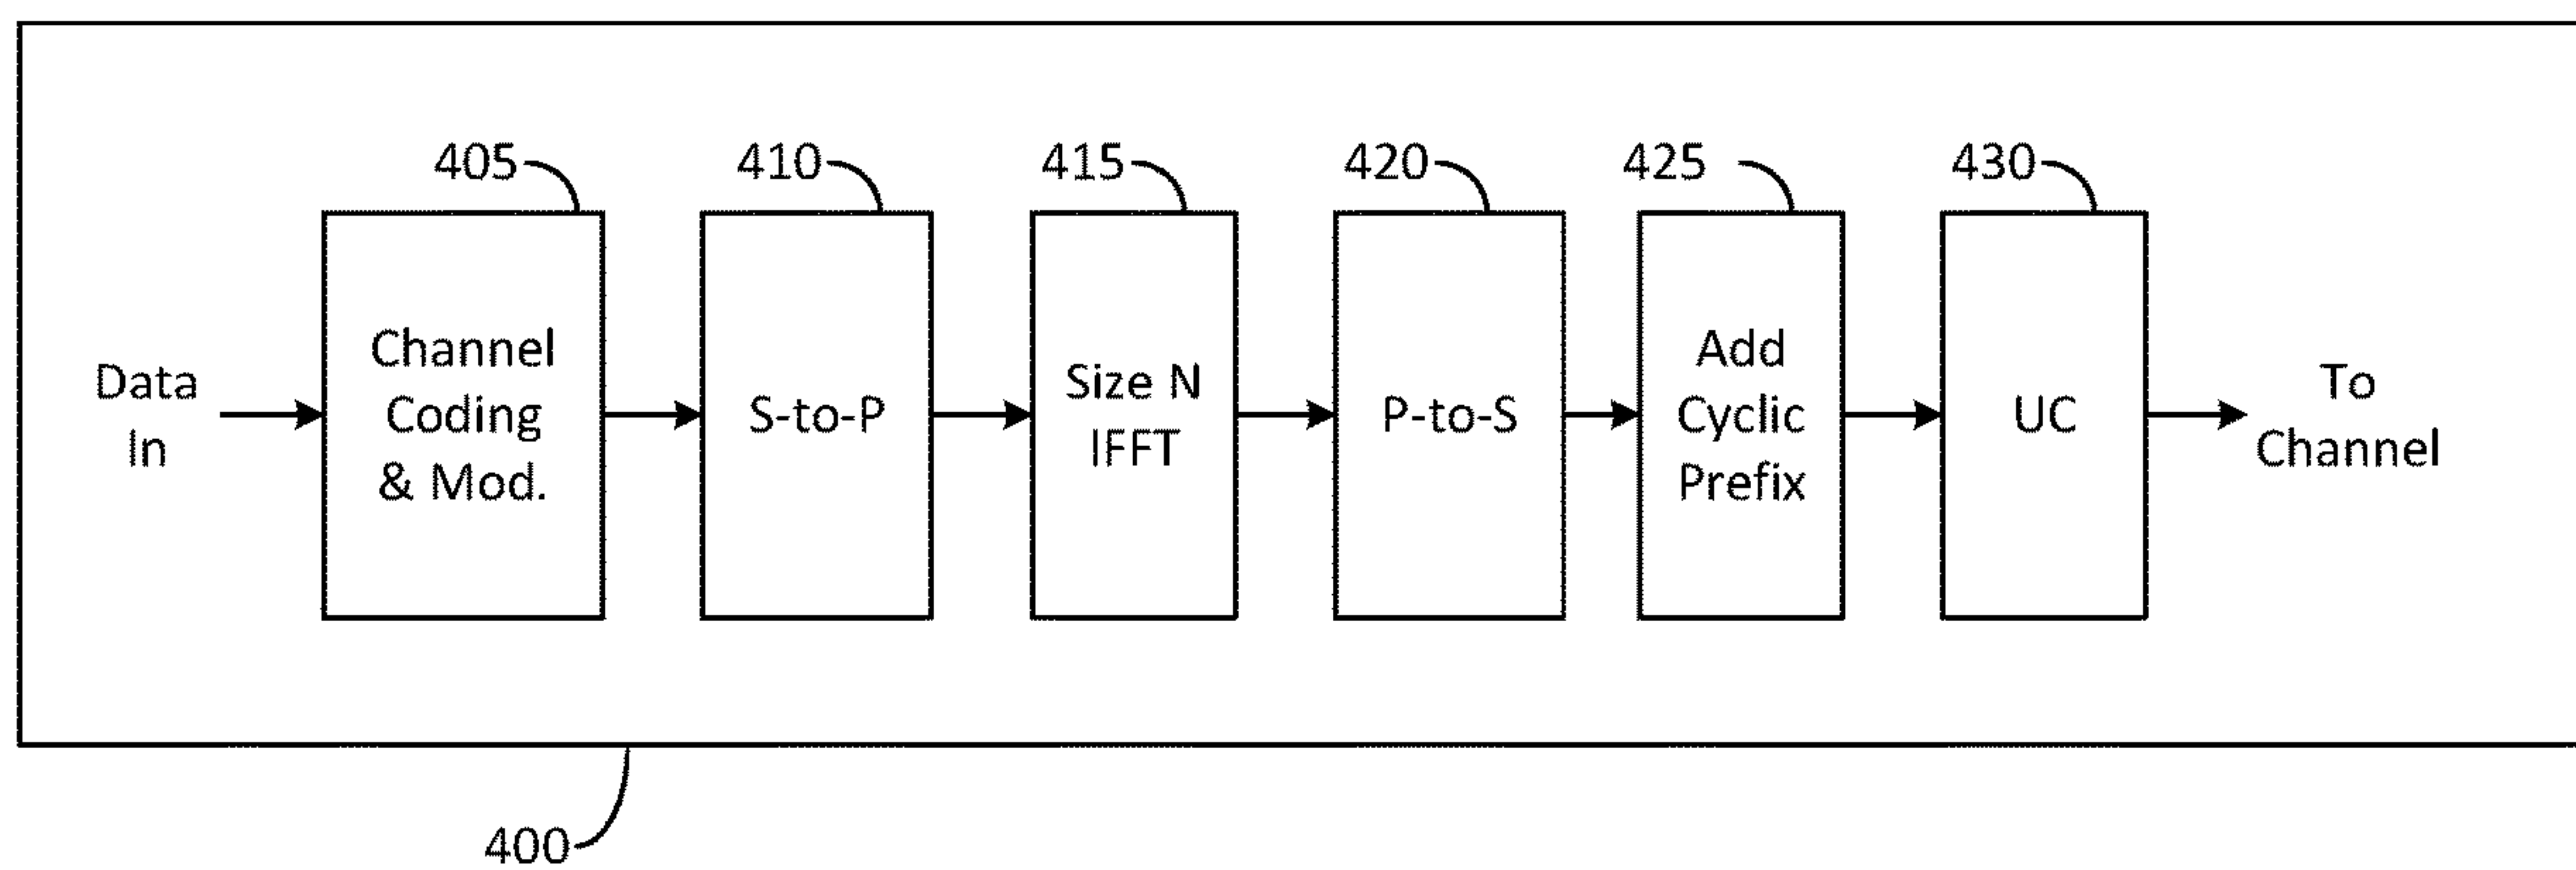 405
410
415
420
425
430
Data
In
Channel
Coding
& Mod.
S-to-P
Size N
IFFT
P-to-S
Add
Cyclic
Prefix
UC
To
Channel
400